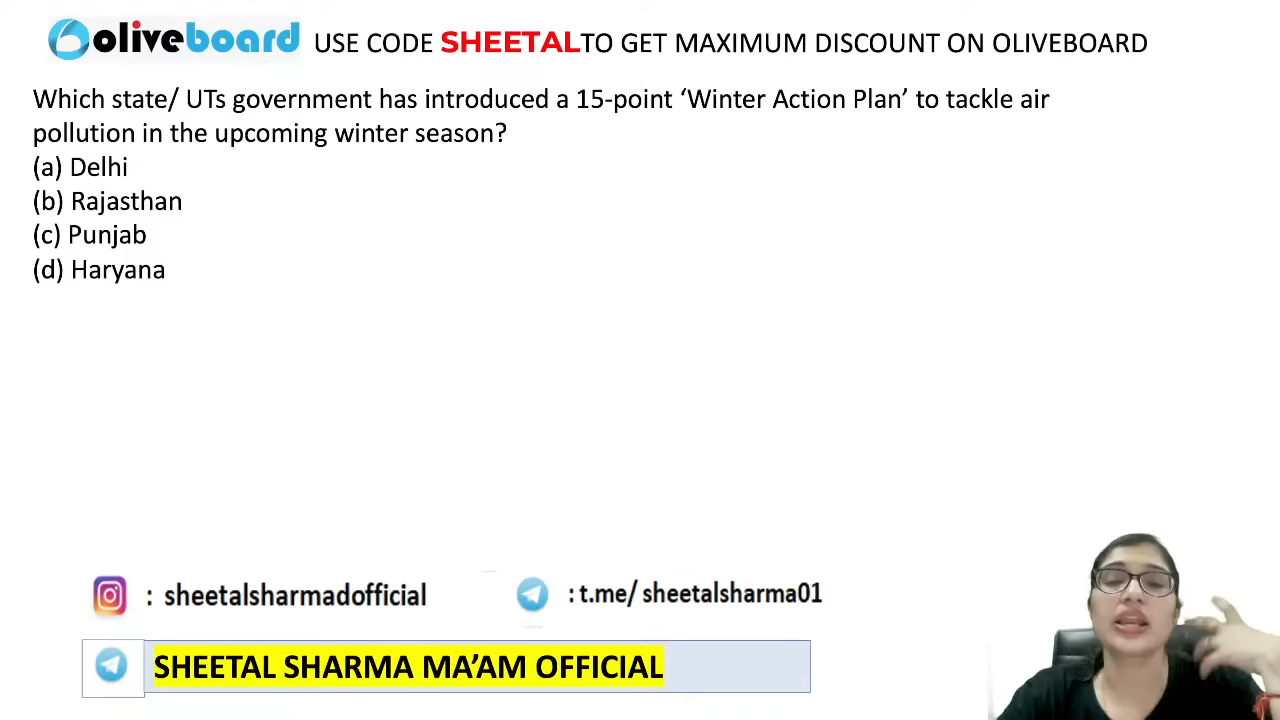 oliveboard USE CODE SHEETAL TO GET MAXIMUM DISCOUNT ON OLIVEBOARD
Which state/ UTs government has introduced a 15-point ‘Winter Action Plan’ to tackle air
pollution in the upcoming winter season?
(a) Delhi
(b) Rajasthan
(c) Punjab
(d) Haryana
: sheetalsharmadofficial : t.me/ sheetalsharma01
SHEETAL SHARMA MA’AM OFFICIAL